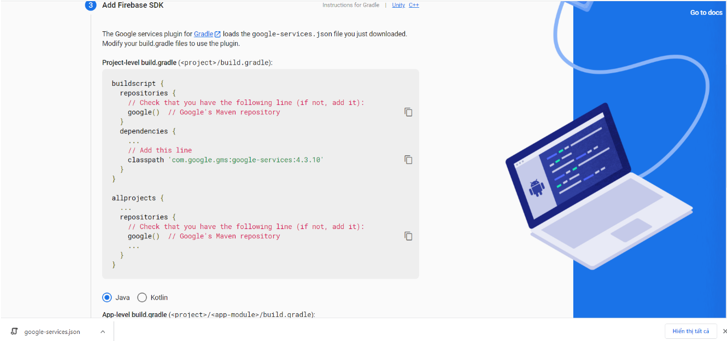 3 Add Firebase SDK
Instructions for Gradle | Unity C++
Go to docs
The Google services plugin for Gradle loads the google-services.json file you just downloaded.
Modify your build.gradle files to use the plugin.
Project-level build.gradle (<project>/build.gradle):
buildscript {
repositories {
// Check that you have the following line (if not, add it):
google() // Google's Maven repository
}
dependencies {
...
// Add this line
classpath 'com.google.gms:google-services:4.3.10'
}
}
allprojects {
...
repositories {
// Check that you have the following line (if not, add it):
google() // Google's Maven repository
...
}
}
Java Kotlin
App-level build.gradle (<project>/<app-module>/build.gradle):
google-services.json
Hiển thị tất cả